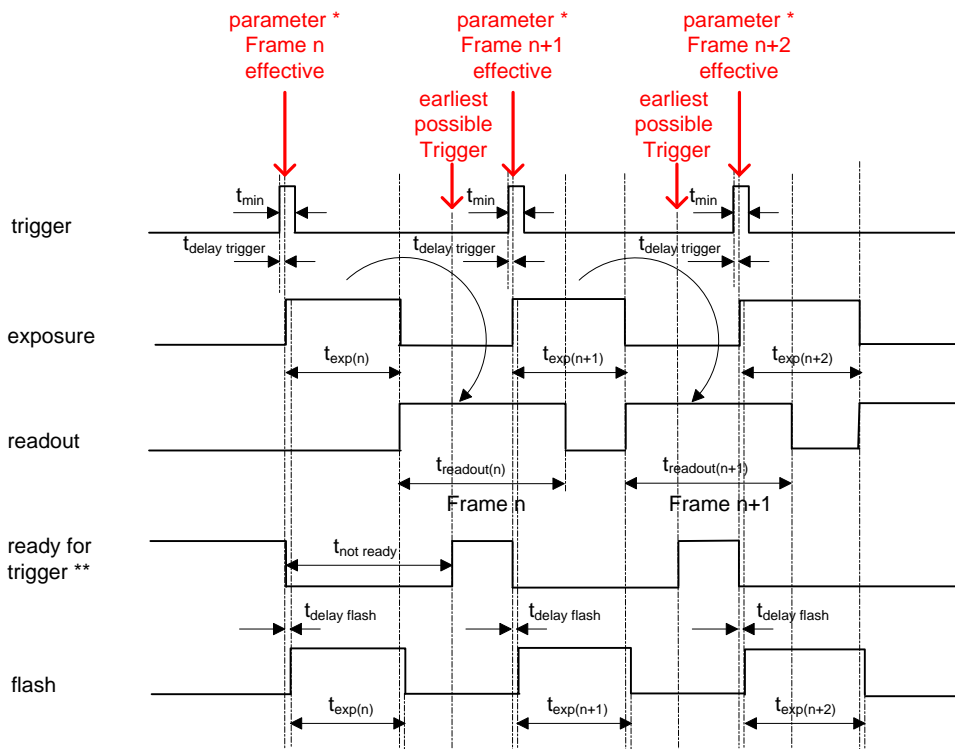 parameter *
Frame n
effective
parameter *
Frame n+1
effective
parameter *
Frame n+2
effective
earliest
possible
Trigger
earliest
possible
Trigger
trigger
tmin
tmin
tmin
tdelay trigger
tdelay trigger
tdelay trigger
exposure
texp(n)
texp(n+1)
texp(n+2)
readout
treadout(n)
treadout(n+1)
Frame n
Frame n+1
ready for
trigger **
tnot ready
tdelay flash
tdelay flash
tdelay flash
flash
texp(n)
texp(n+1)
texp(n+2)